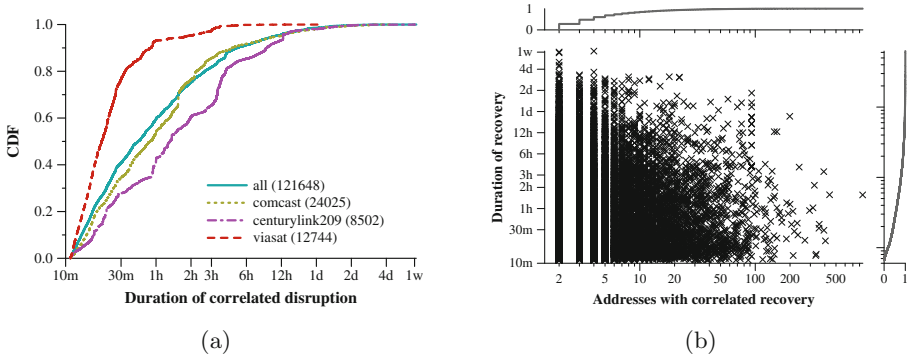 1.0
0.8
0.6
0.4
0.2
0.0
CDF
all (121648)
comcast (24025)
centurylink209 (8502)
viasat (12744)
10m 30m 1h 2h 3h 6h 12h 1d 2d 4d 1w
Duration of correlated disruption
(a)
1
0
1w
4d
2d
1d
12h
6h
3h
2h
1h
30m
10m
Duration of recovery
2 5 10 20 50 100 200 500
Addresses with correlated recovery
0 1
(b)